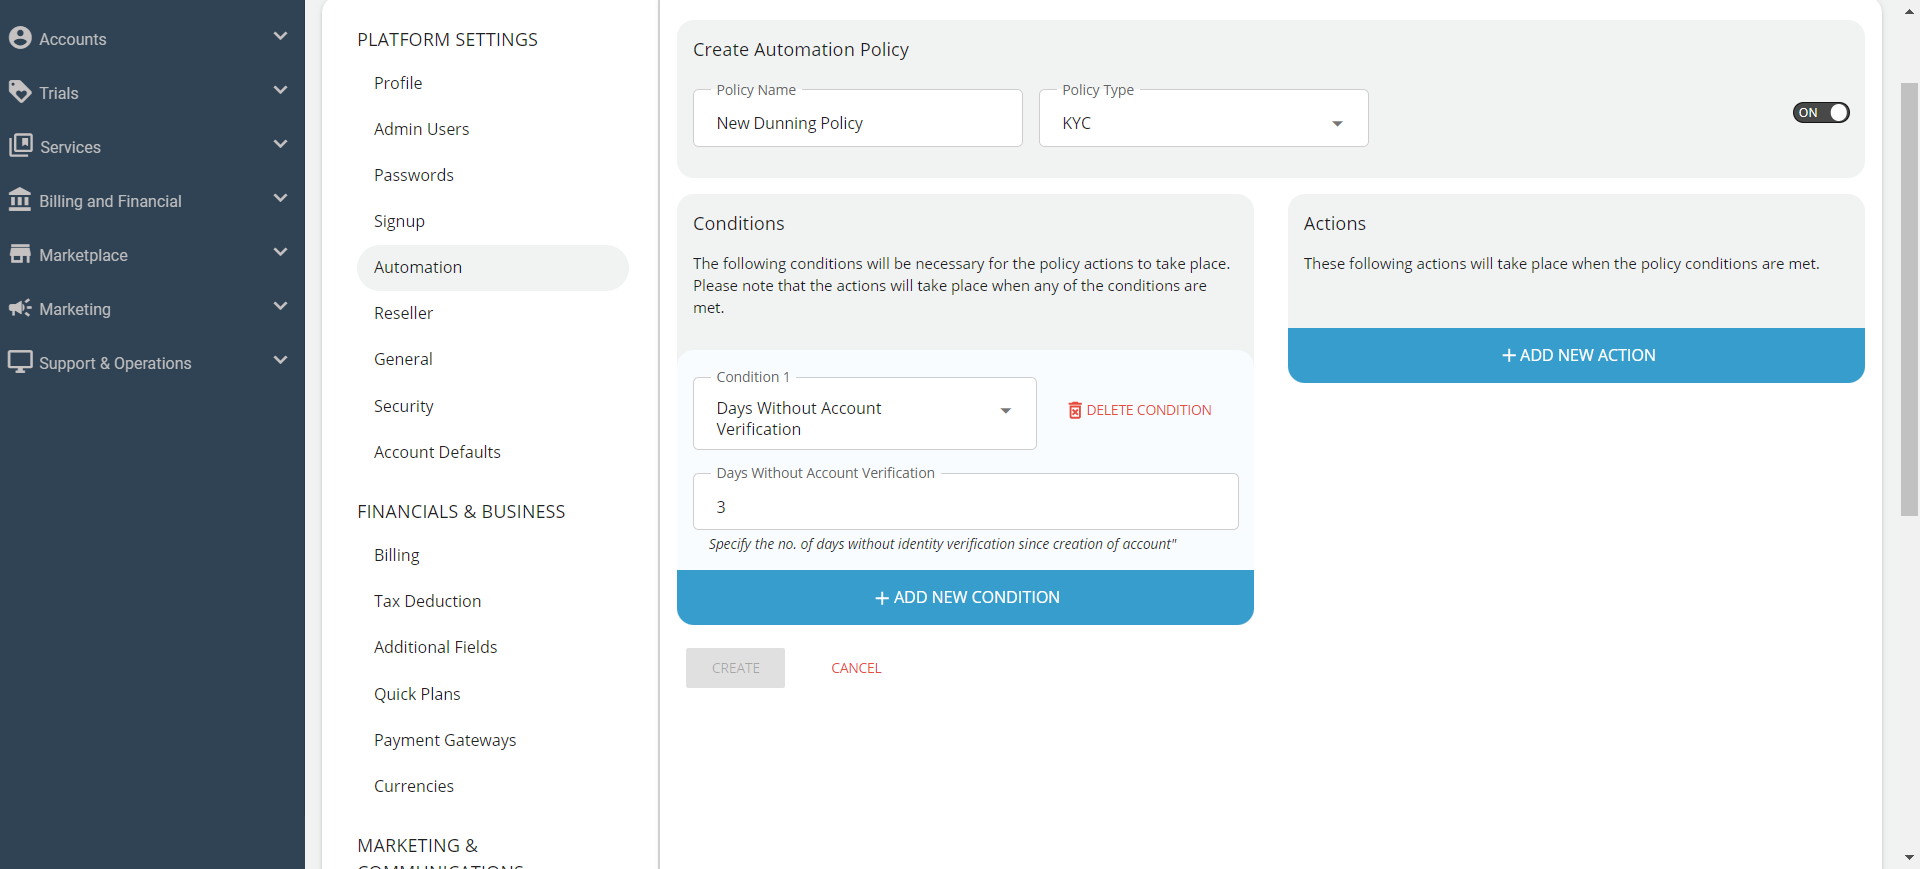 Accounts
Trials
Services
Billing and Financial
Marketplace
Marketing
Support & Operations
PLATFORM SETTINGS
Profile
Admin Users
Passwords
Signup
Automation
Reseller
General
Security
Account Defaults
FINANCIALS & BUSINESS
Billing
Tax Deduction
Additional Fields
Quick Plans
Payment Gateways
Currencies
MARKETING &
COMMUNICATIONS
Create Automation Policy
Policy Name
New Dunning Policy
Policy Type
KYC
ON
Conditions
The following conditions will be necessary for the policy actions to take place.
Please note that the actions will take place when any of the conditions are
met.
Condition 1
Days Without Account
Verification
DELETE CONDITION
Days Without Account Verification
3
Specify the no. of days without identity verification since creation of account"
+ ADD NEW CONDITION
CREATE
CANCEL
Actions
These following actions will take place when the policy conditions are met.
+ ADD NEW ACTION